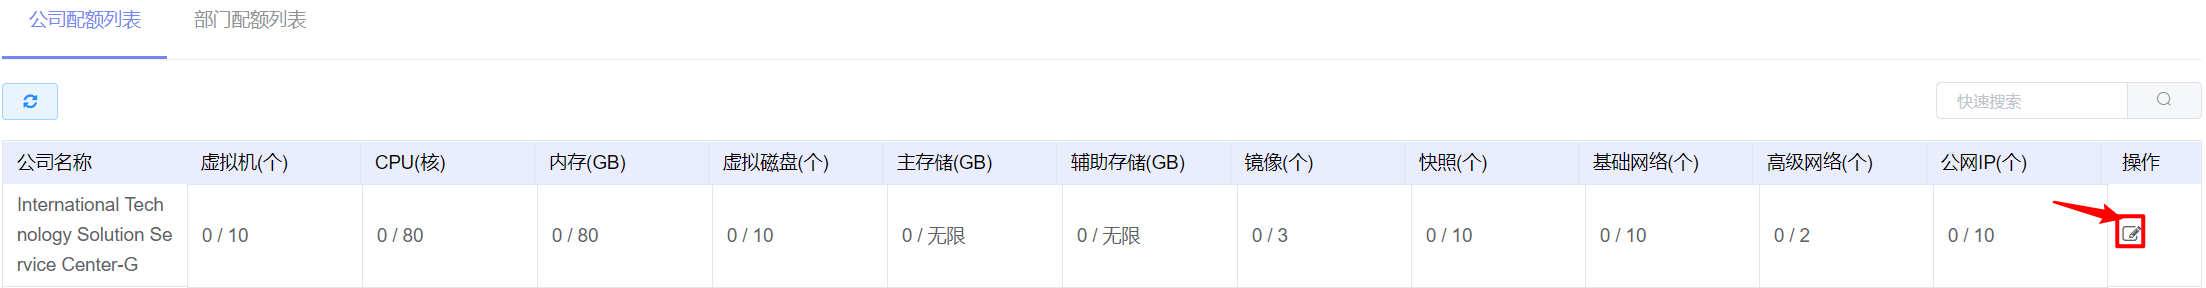 公司配额列表 部门配额列表
快速搜索
公司名称 虚拟机(个) CPU(核) 内存(GB) 虚拟磁盘(个) 主存储(GB) 辅助存储(GB) 镜像(个) 快照(个) 基础网络(个) 高级网络(个) 公网IP(个) 操作
International Tech
nology Solution Se
rvice Center-G
0 / 10 0 / 80 0 / 80 0 / 10 0 / 无限 0 / 无限 0 / 3 0 / 10 0 / 10 0 / 2 0 / 10